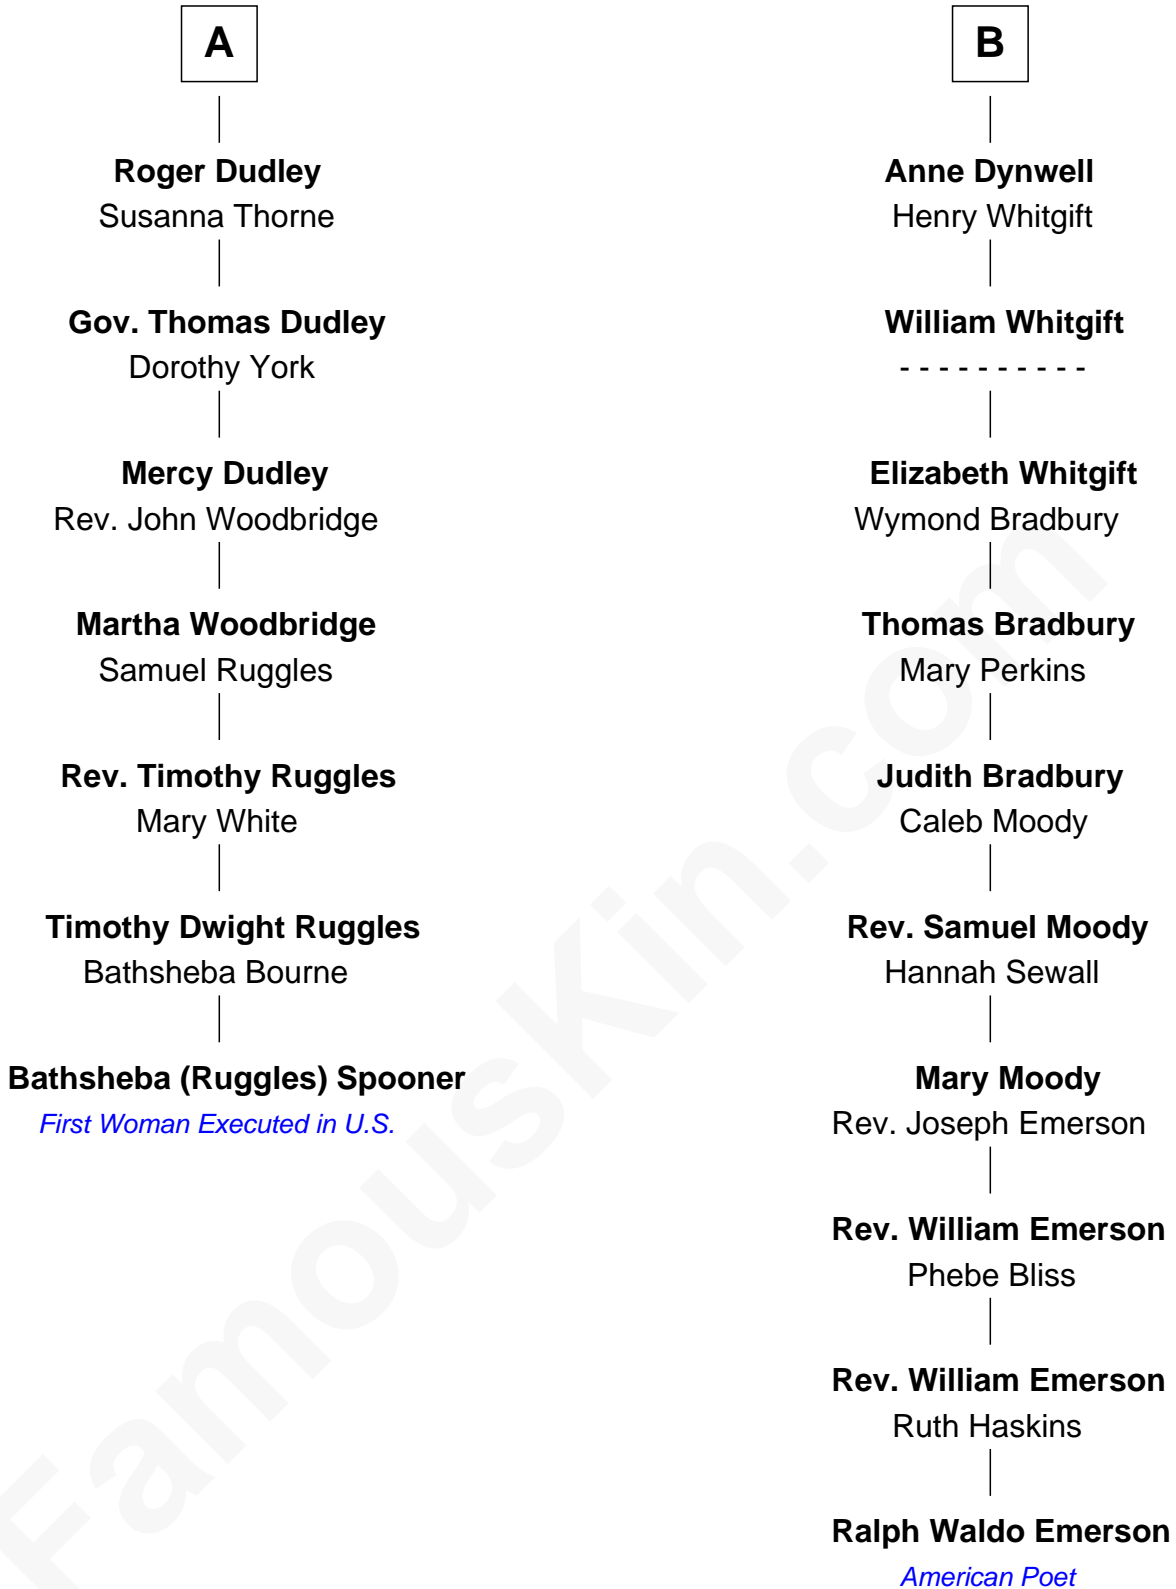 A
Roger Dudley
Susanna Thorne
Gov. Thomas Dudley
Dorothy York
Mercy Dudley
Rev. John Woodbridge
Martha Woodbridge
Samuel Ruggles
Rev. Timothy Ruggles
Mary White
Timothy Dwight Ruggles
Bathsheba Bourne
Bathsheba (Ruggles) Spooner
First Woman Executed in U.S.
B
Anne Dynwell
Henry Whitgift
William Whitgift
- - - - - - - - - -
Elizabeth Whitgift
Wymond Bradbury
Thomas Bradbury
Mary Perkins
Judith Bradbury
Caleb Moody
Rev. Samuel Moody
Hannah Sewall
Mary Moody
Rev. Joseph Emerson
Rev. William Emerson
Phebe Bliss
Rev. William Emerson
Ruth Haskins
Ralph Waldo Emerson
American Poet
FamousKin.com